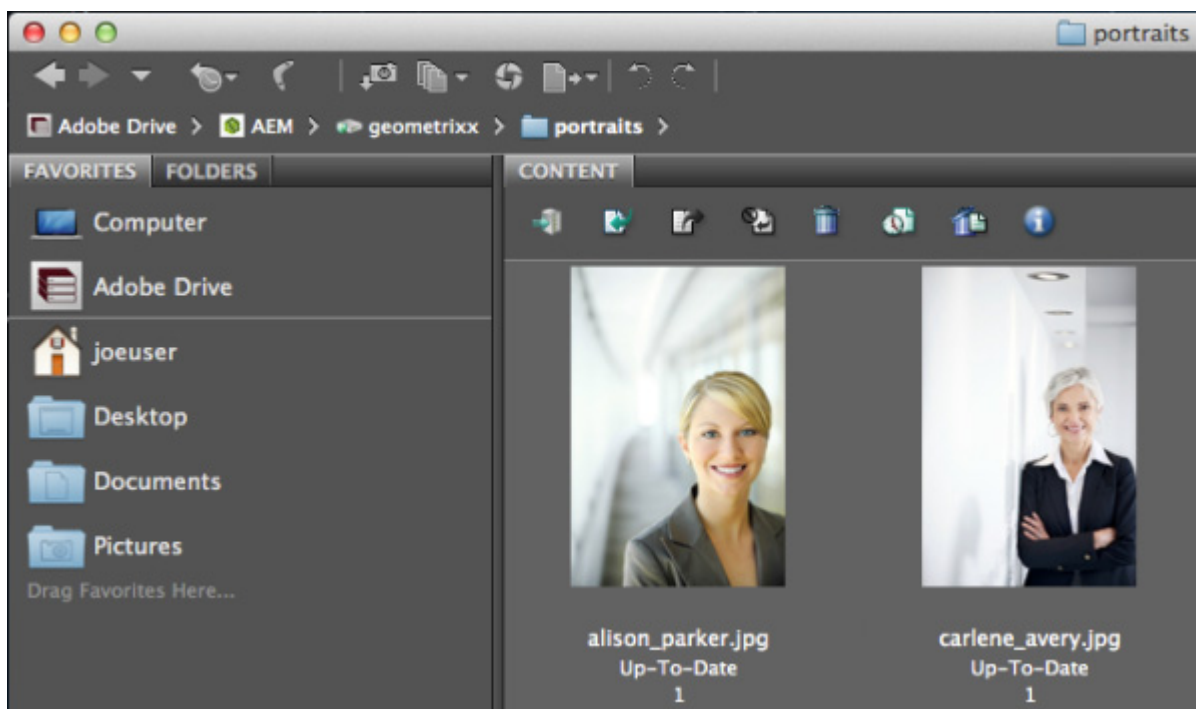 portraits
Adobe Drive > AEM > geometrixx > portraits >
FAVORITES FOLDERS
CONTENT
Computer
Adobe Drive
joeuser
Desktop
Documents
Pictures
Drag Favorites Here...
alison_parker.jpg carlene_avery.jpg
Up-To-Date Up-To-Date
1 1